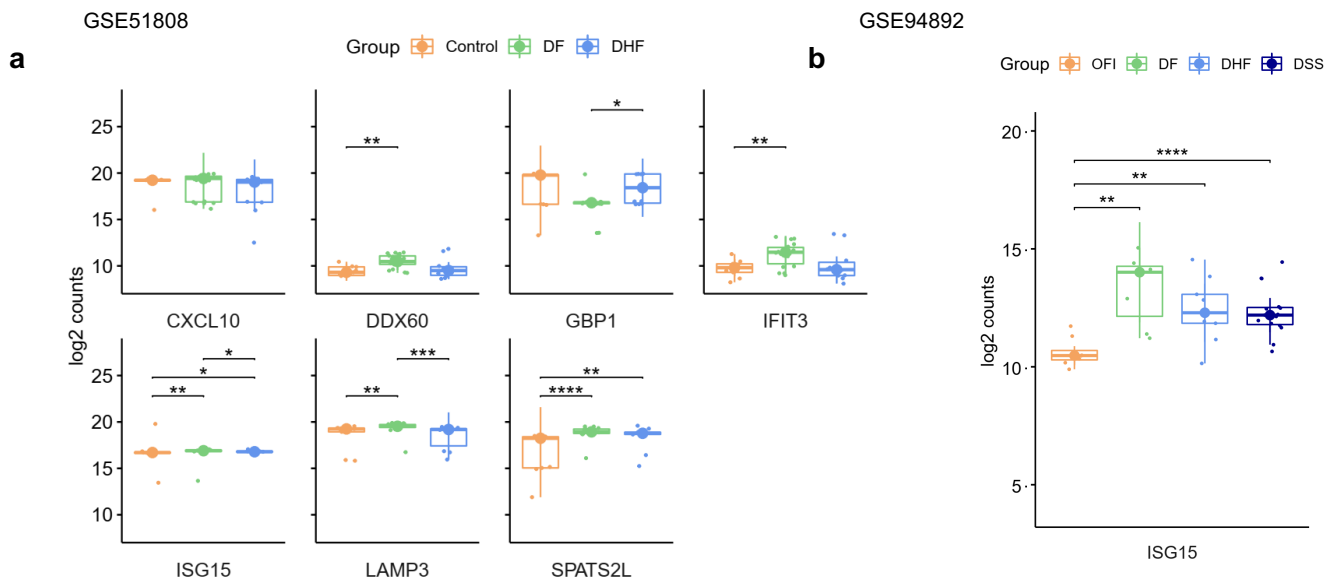 GSE51808
GSE94892
a
Group Control DF DHF
b
Group OFI DF DHF DSS
log2 counts
25
20
15
10
**
*
**
CXCL10 DDX60 GBP1 IFIT3
25
20
15
10
*
*
**
***
**
**
****
ISG15 LAMP3 SPATS2L
log2 counts
20
15
10
5
****
**
**
ISG15